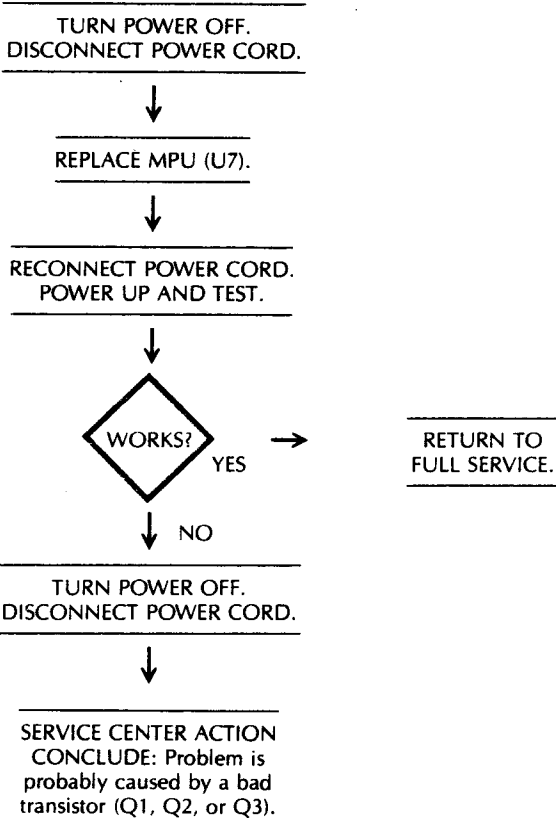 TURN POWER OFF.
DISCONNECT POWER CORD.
REPLACE MPU (U7).
RECONNECT POWER CORD.
POWER UP AND TEST.
WORKS?
YES
RETURN TO
FULL SERVICE.
NO
TURN POWER OFF.
DISCONNECT POWER CORD.
SERVICE CENTER ACTION
CONCLUDE: Problem is
probably caused by a bad
transistor (Q1, Q2, or Q3).